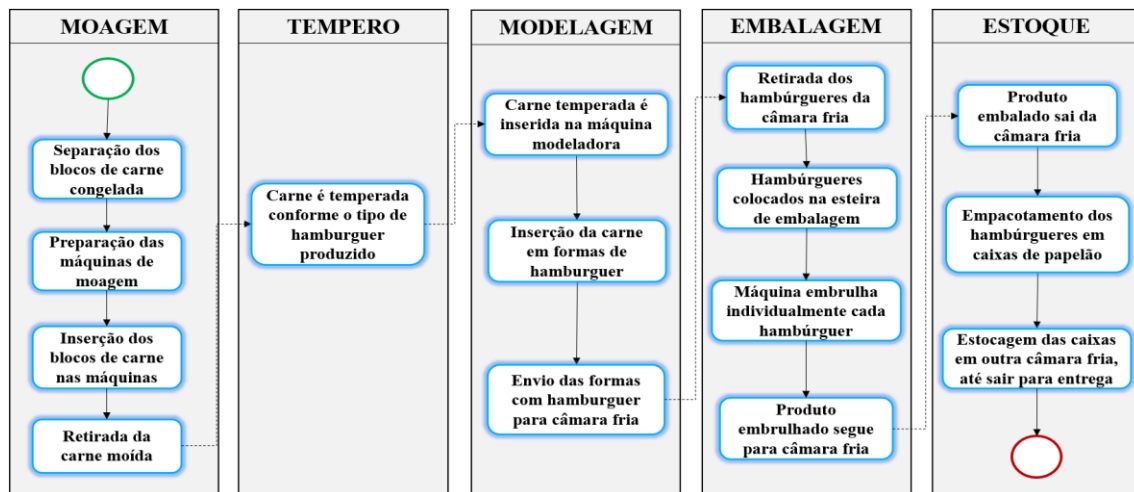 MOAGEM
Separação dos
blocos de carne
congelada
Preparação das
máquinas de
moagem
Inserção dos
blocos de carne
nas máquinas
Retirada da
carne moída
TEMPERO
Carne é temperada
conforme o tipo de
hamburguer
produzido
MODELAGEM
Carne temperada é
inserida na máquina
modeladora
Inserção da carne
em formas de
hamburguer
Envio das formas
com hamburguer
para câmara fria
EMBALAGEM
Retirada dos
hambúrgueres da
câmara fria
Hambúrgueres
colocados na esteira
de embalagem
Máquina embrulha
individualmente cada
hambúrguer
Produto
embrulhado segue
para câmara fria
ESTOQUE
Produto
embalado sai da
câmara fria
Empacotamento dos
hambúrgueres em
caixas de papelão
Estocagem das caixas
em outra câmara fria,
até sair para entrega